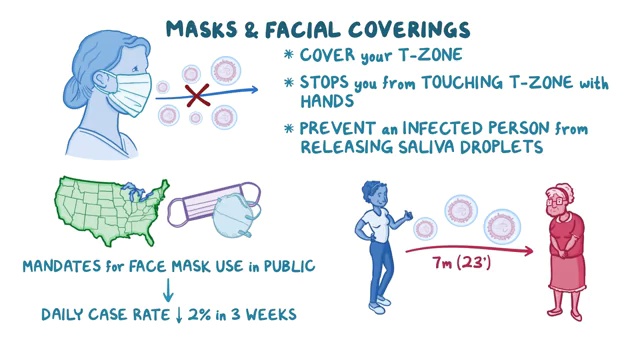 MASKS & FACIAL COVERINGS
* COVER your T-ZONE
* STOPS you from TOUCHING T-ZONE with
HANDS
* PREVENT an INFECTED PERSON from
RELEASING SALIVA DROPLETS
MANDATES for FACE MASK USE in PUBLIC
↓
DAILY CASE RATE ↓ 2% in 3 WEEKS
7m (23')